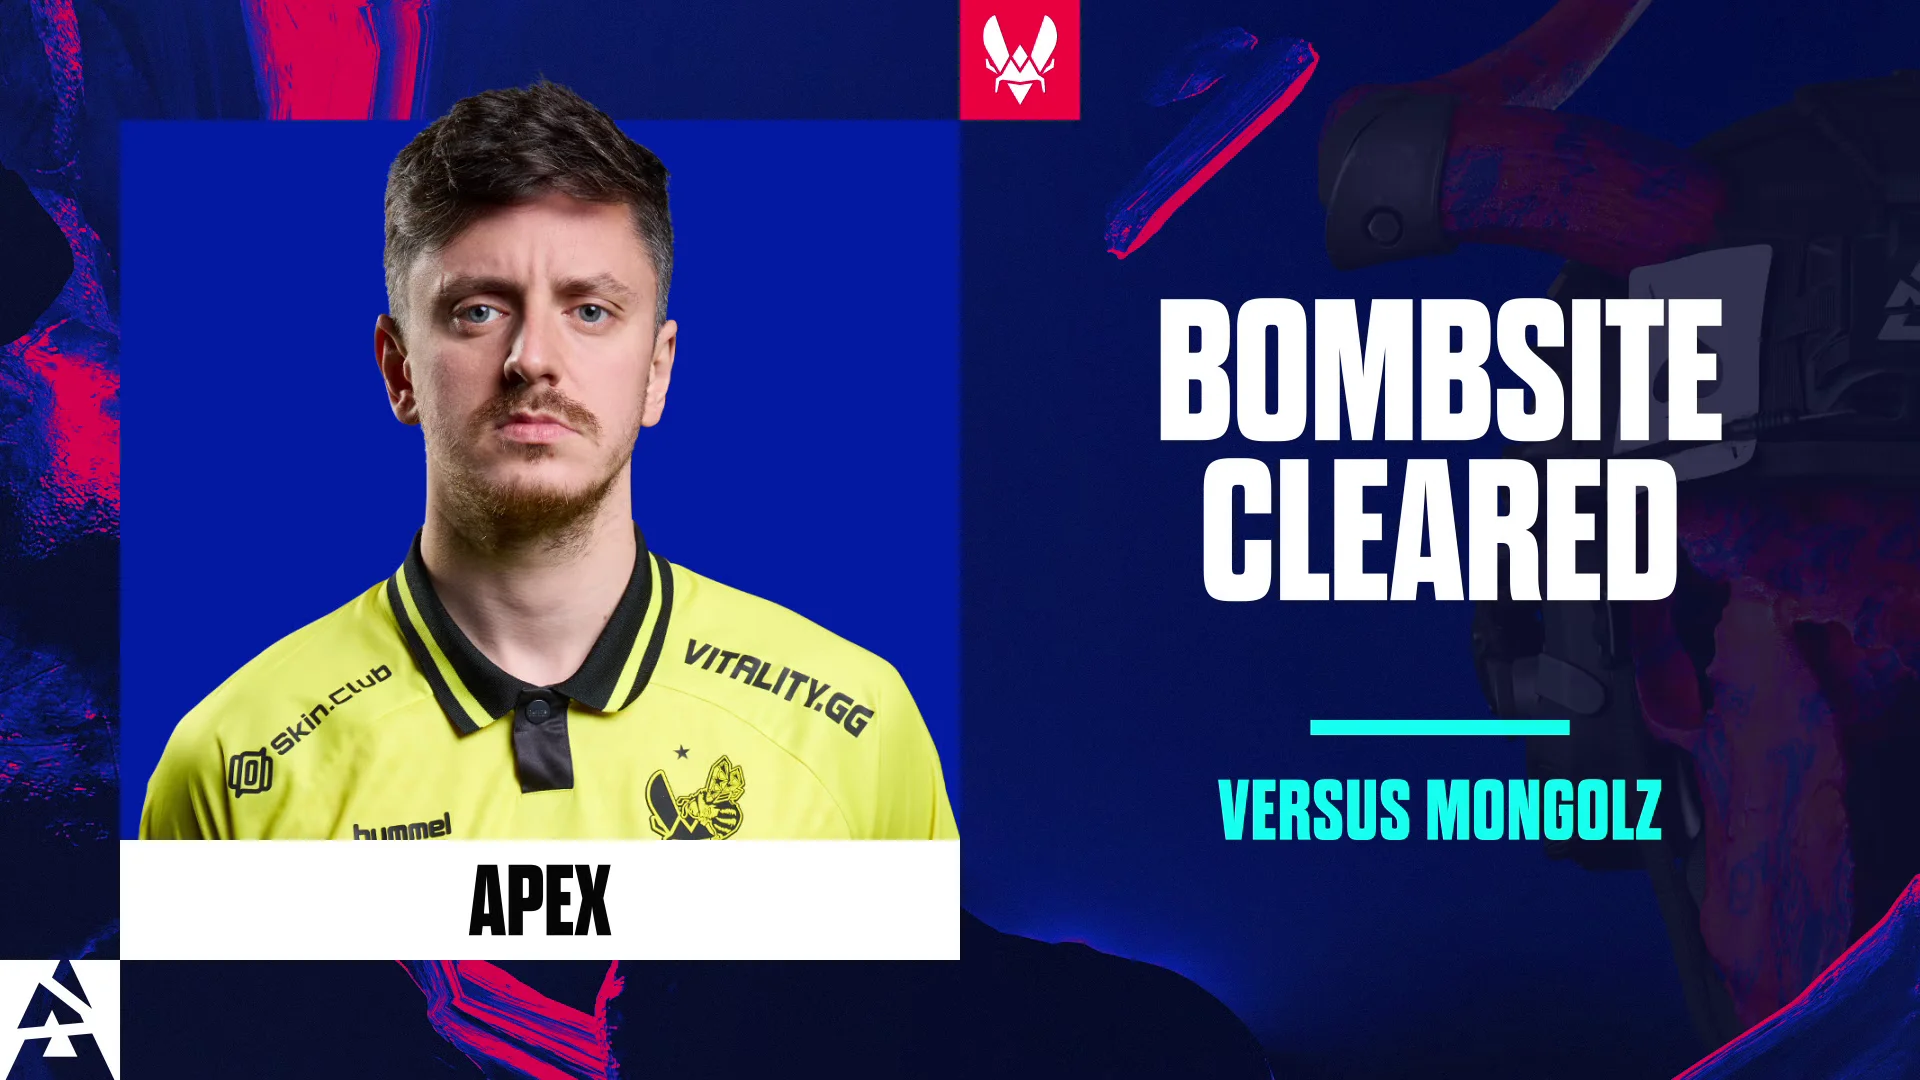 BOMBSITE
CLEARED
VERSUS MONGOLZ
skin.club
VITALITY.GG
hummel
APEX